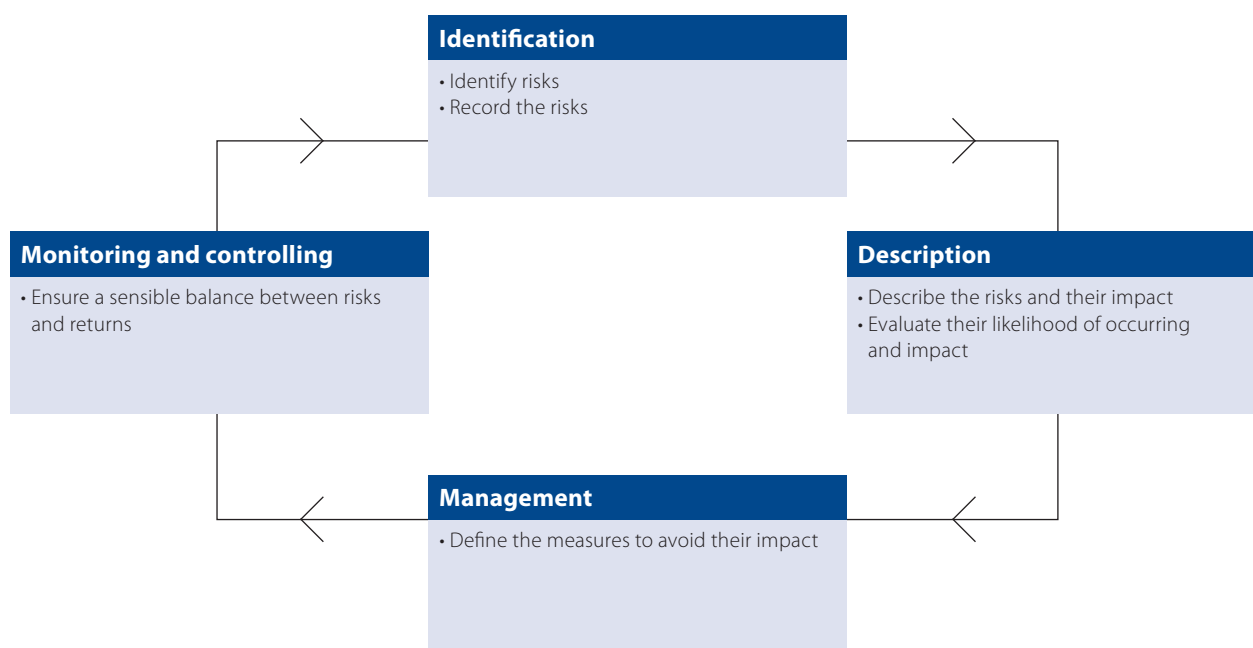 Identification
• Identify risks
• Record the risks
Monitoring and controlling
• Ensure a sensible balance between risks
and returns
Description
• Describe the risks and their impact
• Evaluate their likelihood of occurring
and impact
Management
• Define the measures to avoid their impact